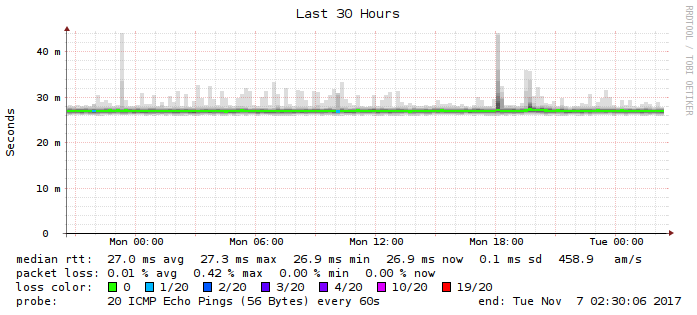 Last 30 Hours
RRDTOOL / TOBI OETIKER
40 m
30 m
20 m
10 m
0
Seconds
Mon 00:00 Mon 06:00 Mon 12:00 Mon 18:00 Tue 00:00
median rtt: 27.0 ms avg 27.3 ms max 26.9 ms min 26.9 ms now 0.1 ms sd 458.9 am/s
packet loss: 0.01 % avg 0.42 % max 0.00 % min 0.00 % now
loss color: 0 1/20 2/20 3/20 4/20 10/20 19/20
probe: 20 ICMP Echo Pings (56 Bytes) every 60s end: Tue Nov 7 02:30:06 2017